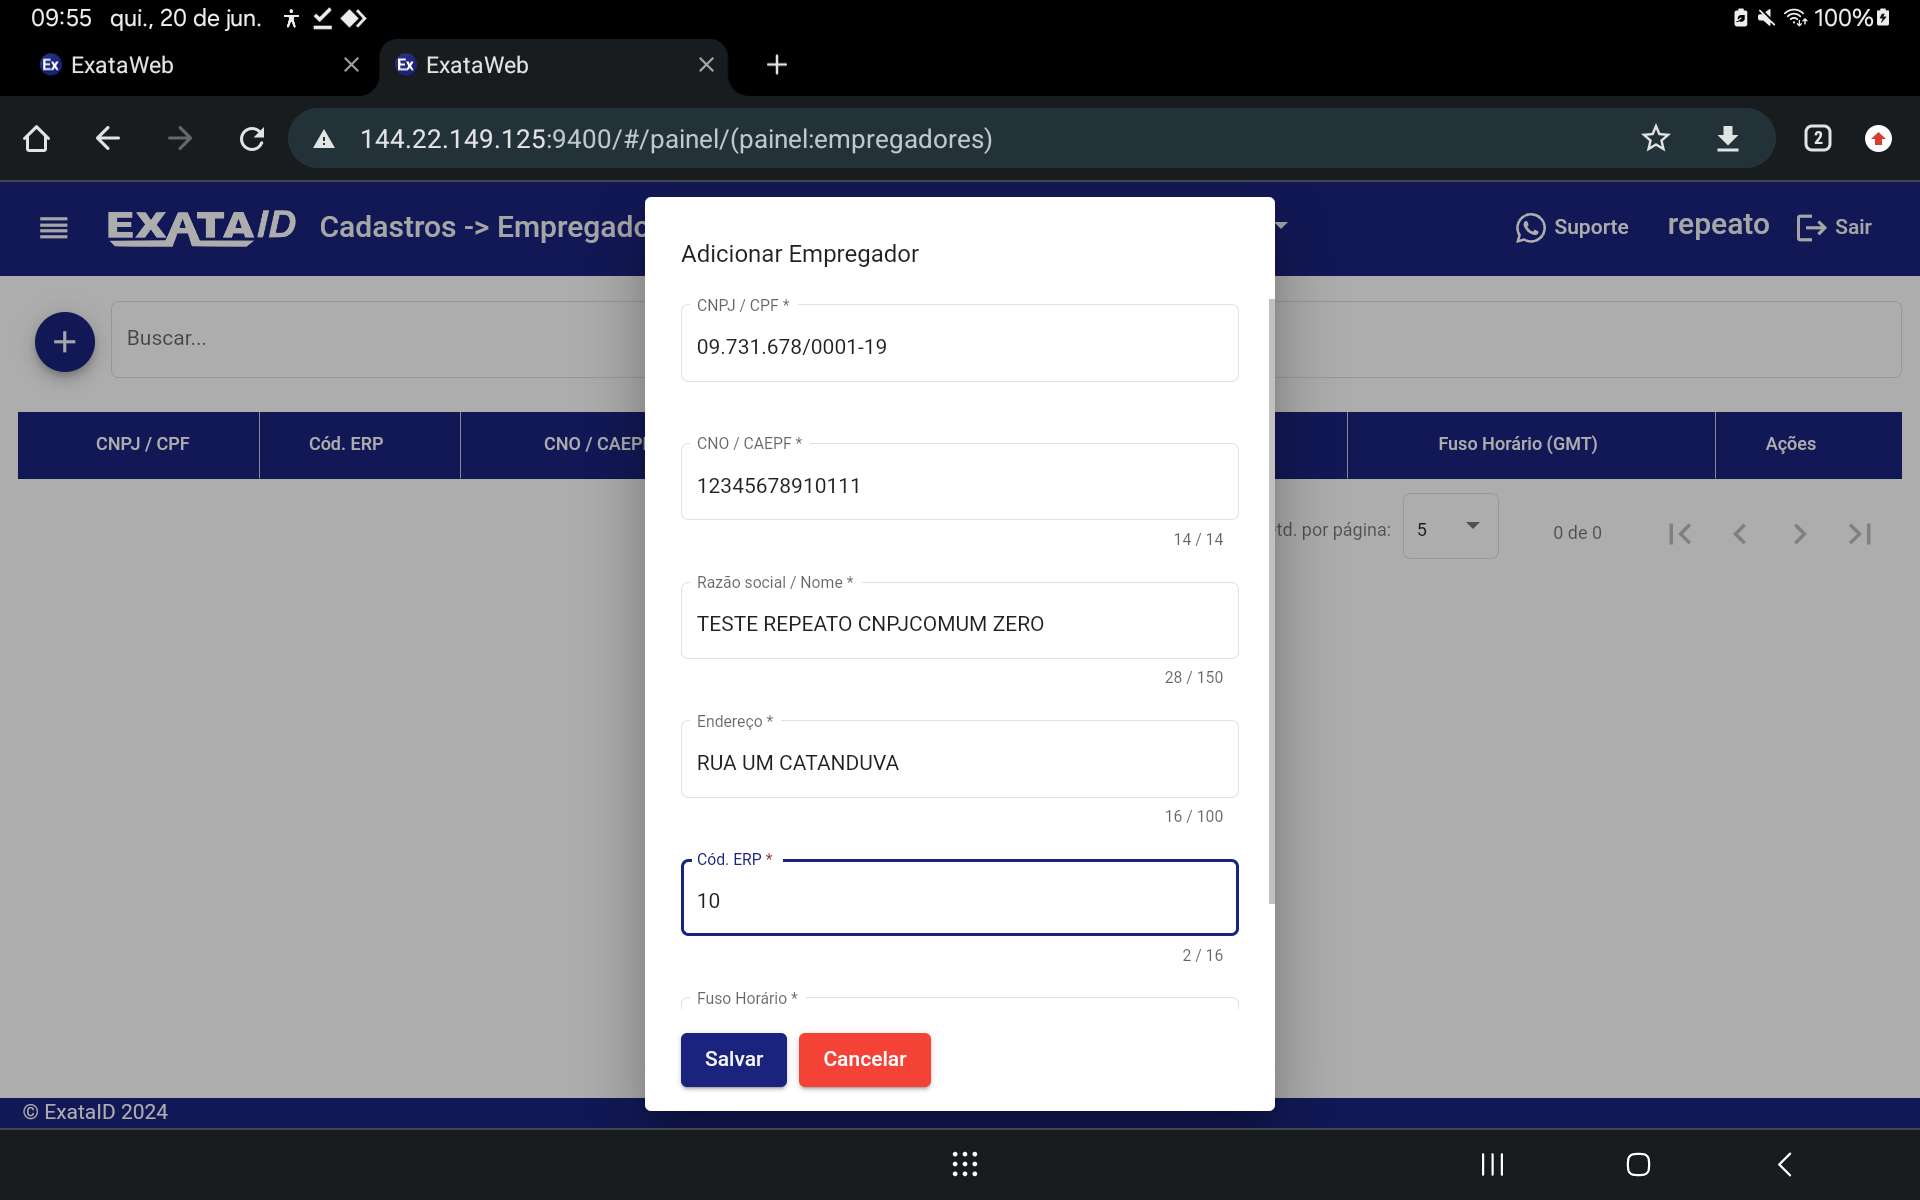 09:55 qui., 20 de jun. 100%
Ex ExataWeb
Ex ExataWeb
144.22.149.125:9400/#/painel/(painel:empregadores)
2
EXATAID Cadastros -> Empregado
Suporte repeato Sair
Adicionar Empregador
Buscar...
CNPJ / CPF *
09.731.678/0001-19
CNPJ / CPF Cód. ERP CNO / CAEPF Fuso Horário (GMT) Ações
CNO / CAEPF *
12345678910111
14 / 14
td. por página: 5 0 de 0
Razão social / Nome *
TESTE REPEATO CNPJCOMUM ZERO
28 / 150
Endereço *
RUA UM CATANDUVA
16 / 100
Cód. ERP *
10
2 / 16
Fuso Horário *
Salvar Cancelar
© ExataID 2024